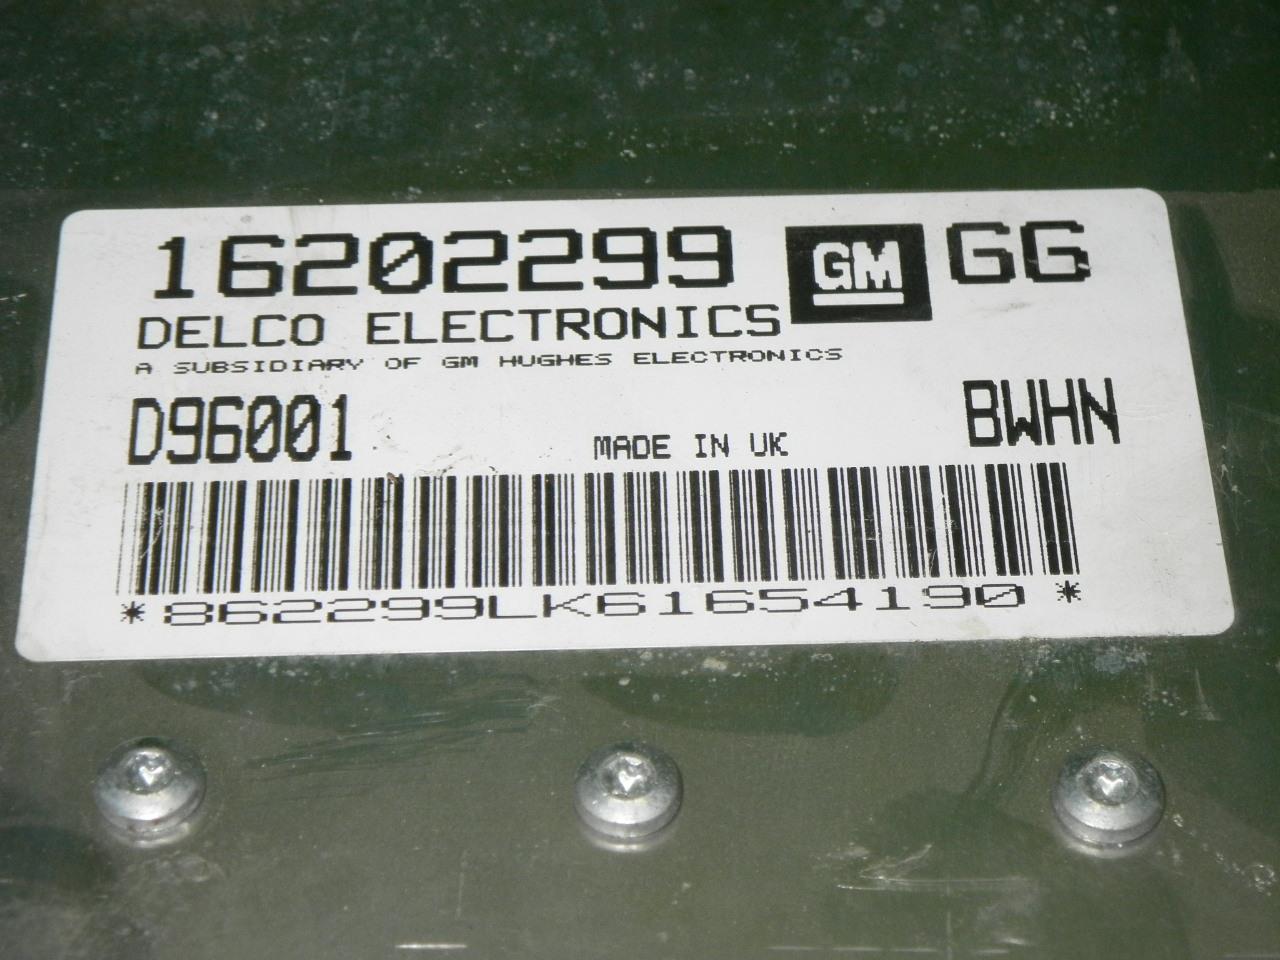 16202299 GM GG
DELCO ELECTRONICS
A SUBSIDIARY OF GM HUGHES ELECTRONICS
D96001 MADE IN UK BWHN
*862299LK61654190*